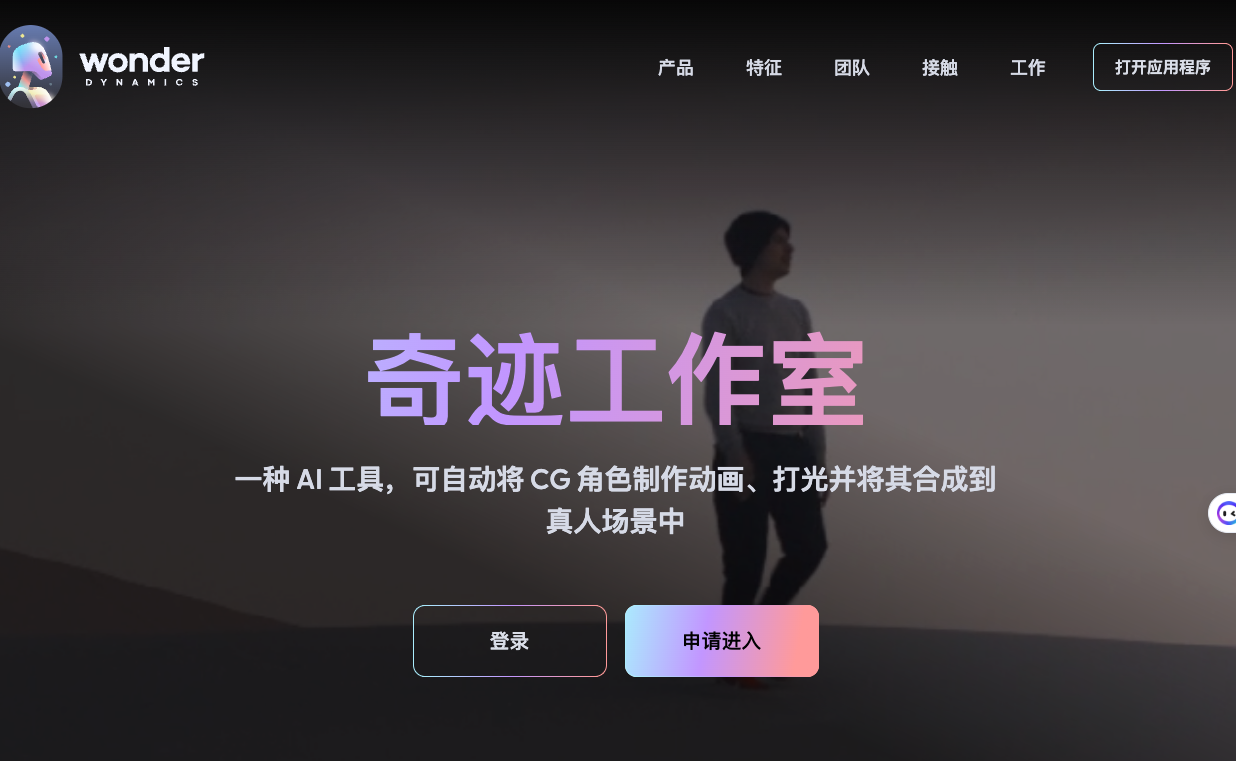 wonder
DYNAMICS
产品 特征 团队 接触 工作 打开应用程序
奇迹工作室
一种 AI 工具，可自动将 CG 角色制作动画、打光并将其合成到
真人场景中
登录 申请进入